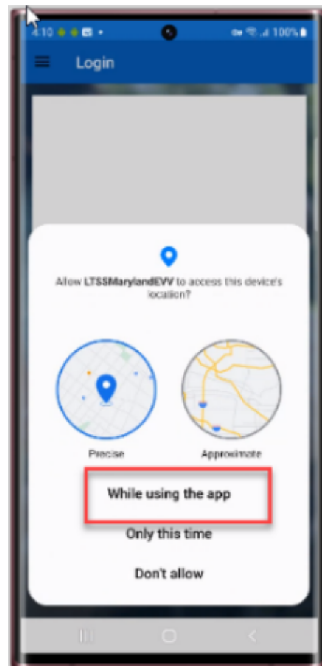 4:10
100%
Login
Allow LTSSMarylandEVV to access this device's
location?
Precise
Approximate
While using the app
Only this time
Don't allow